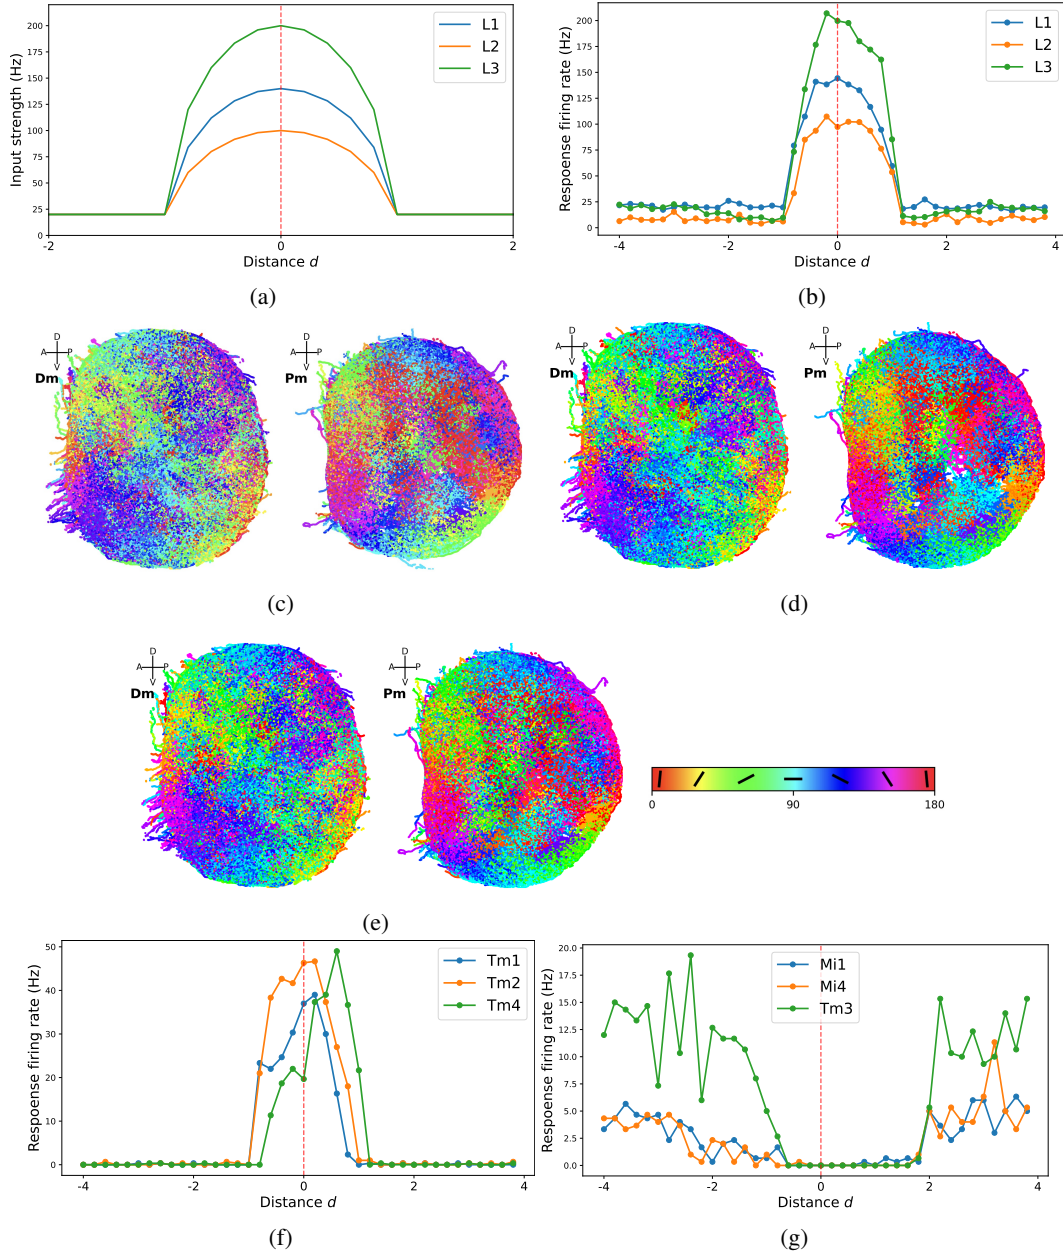 200
175
150
125
100
75
50
25
0
Input strength (Hz)
-2
0
2
Distance d
L1
L2
L3
(a)
200
175
150
125
100
75
50
25
0
Respoense firing rate (Hz)
-4
-2
0
2
4
Distance d
L1
L2
L3
(b)
D
A P
V
Dm
D
A P
V
Pm
(c)
D
A P
V
Dm
D
A P
V
Pm
(d)
D
A P
V
Dm
D
A P
V
Pm
0 90 180
(e)
50
40
30
20
10
0
Respoense firing rate (Hz)
-4
-2
0
2
4
Distance d
Tm1
Tm2
Tm4
(f)
20.0
17.5
15.0
12.5
10.0
7.5
5.0
2.5
0.0
Respoense firing rate (Hz)
-4
-2
0
2
4
Distance d
Mi1
Mi4
Tm3
(g)